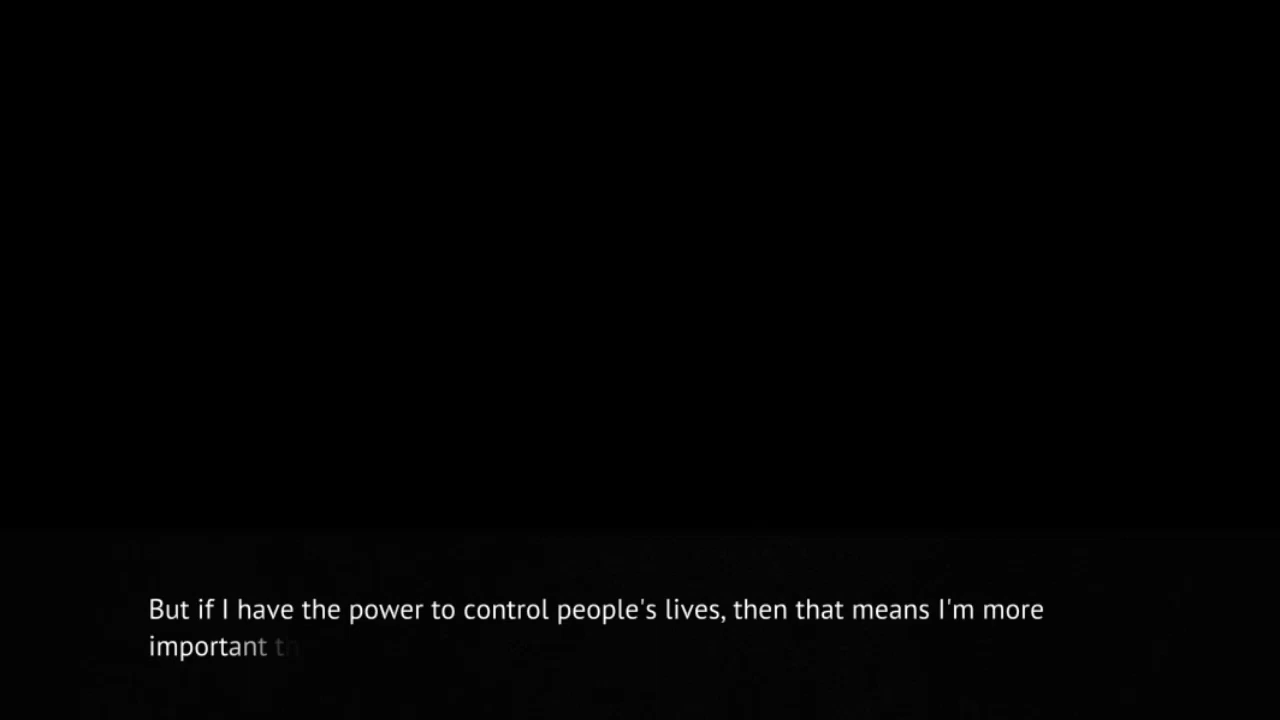 But if I have the power to control people's lives, then that means I'm more
important